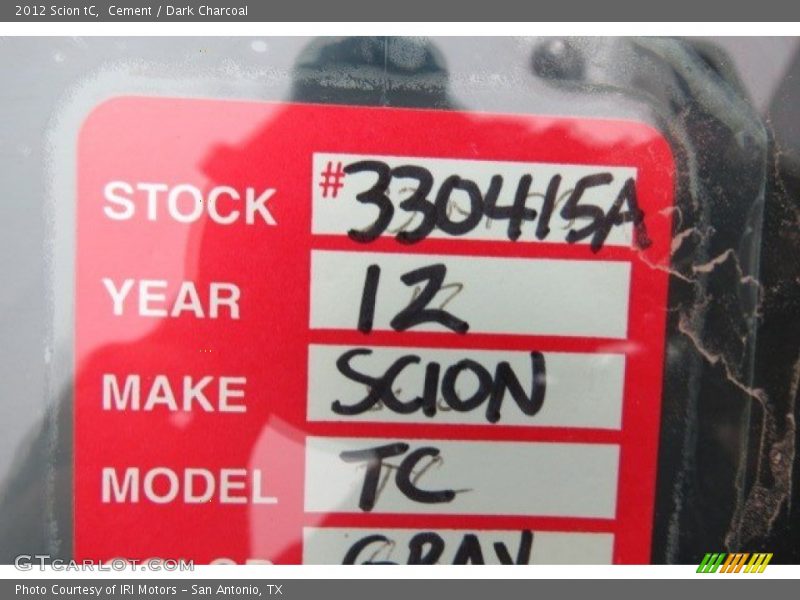 2012 Scion tC,  Cement / Dark Charcoal
STOCK #330415A
YEAR 12
MAKE SCION
MODEL TC
COLOR GRAY
GTcarlot.com
Photo Courtesy of IRI Motors - San Antonio, TX